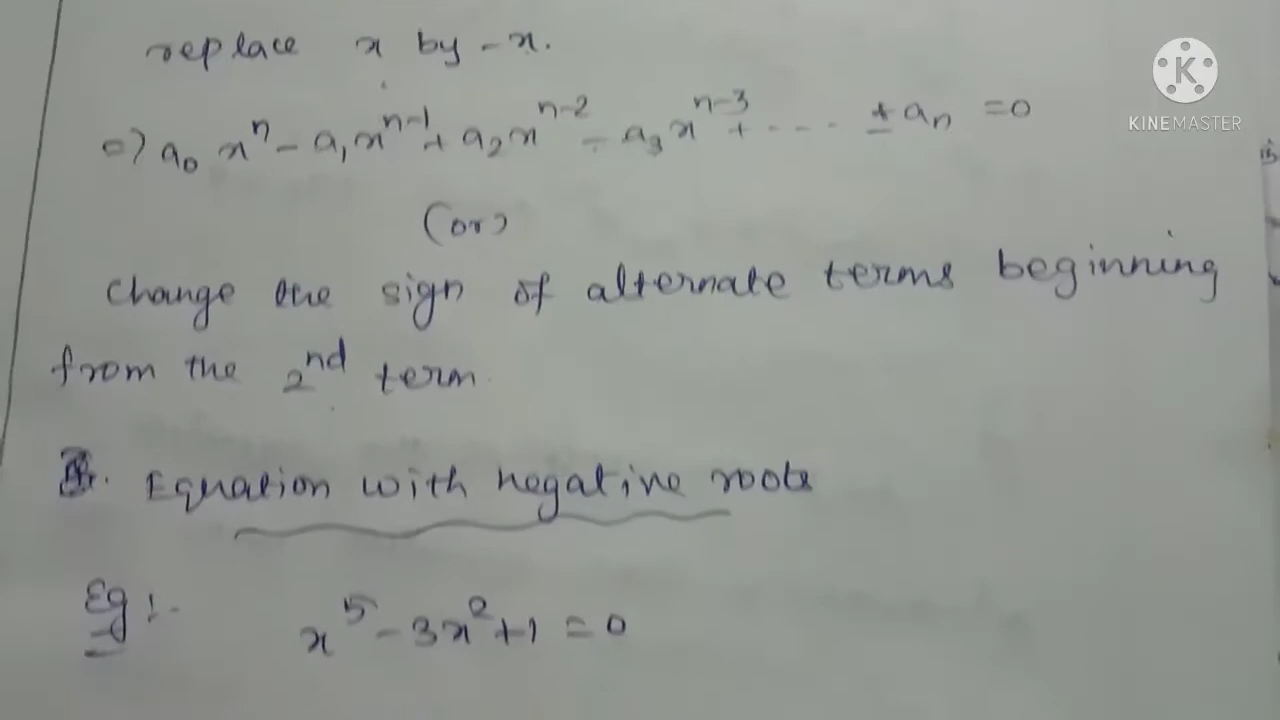 replace x by -x.
K
KINEMASTER
=> a₀ xⁿ - a₁xⁿ⁻¹ + a₂xⁿ⁻² - a₃xⁿ⁻³ + .... ± aₙ = 0
(or)
change the sign of alternate terms beginning
from the 2nd term.
Equation with negative roots
Eg :- x⁵ - 3x² + 1 = 0